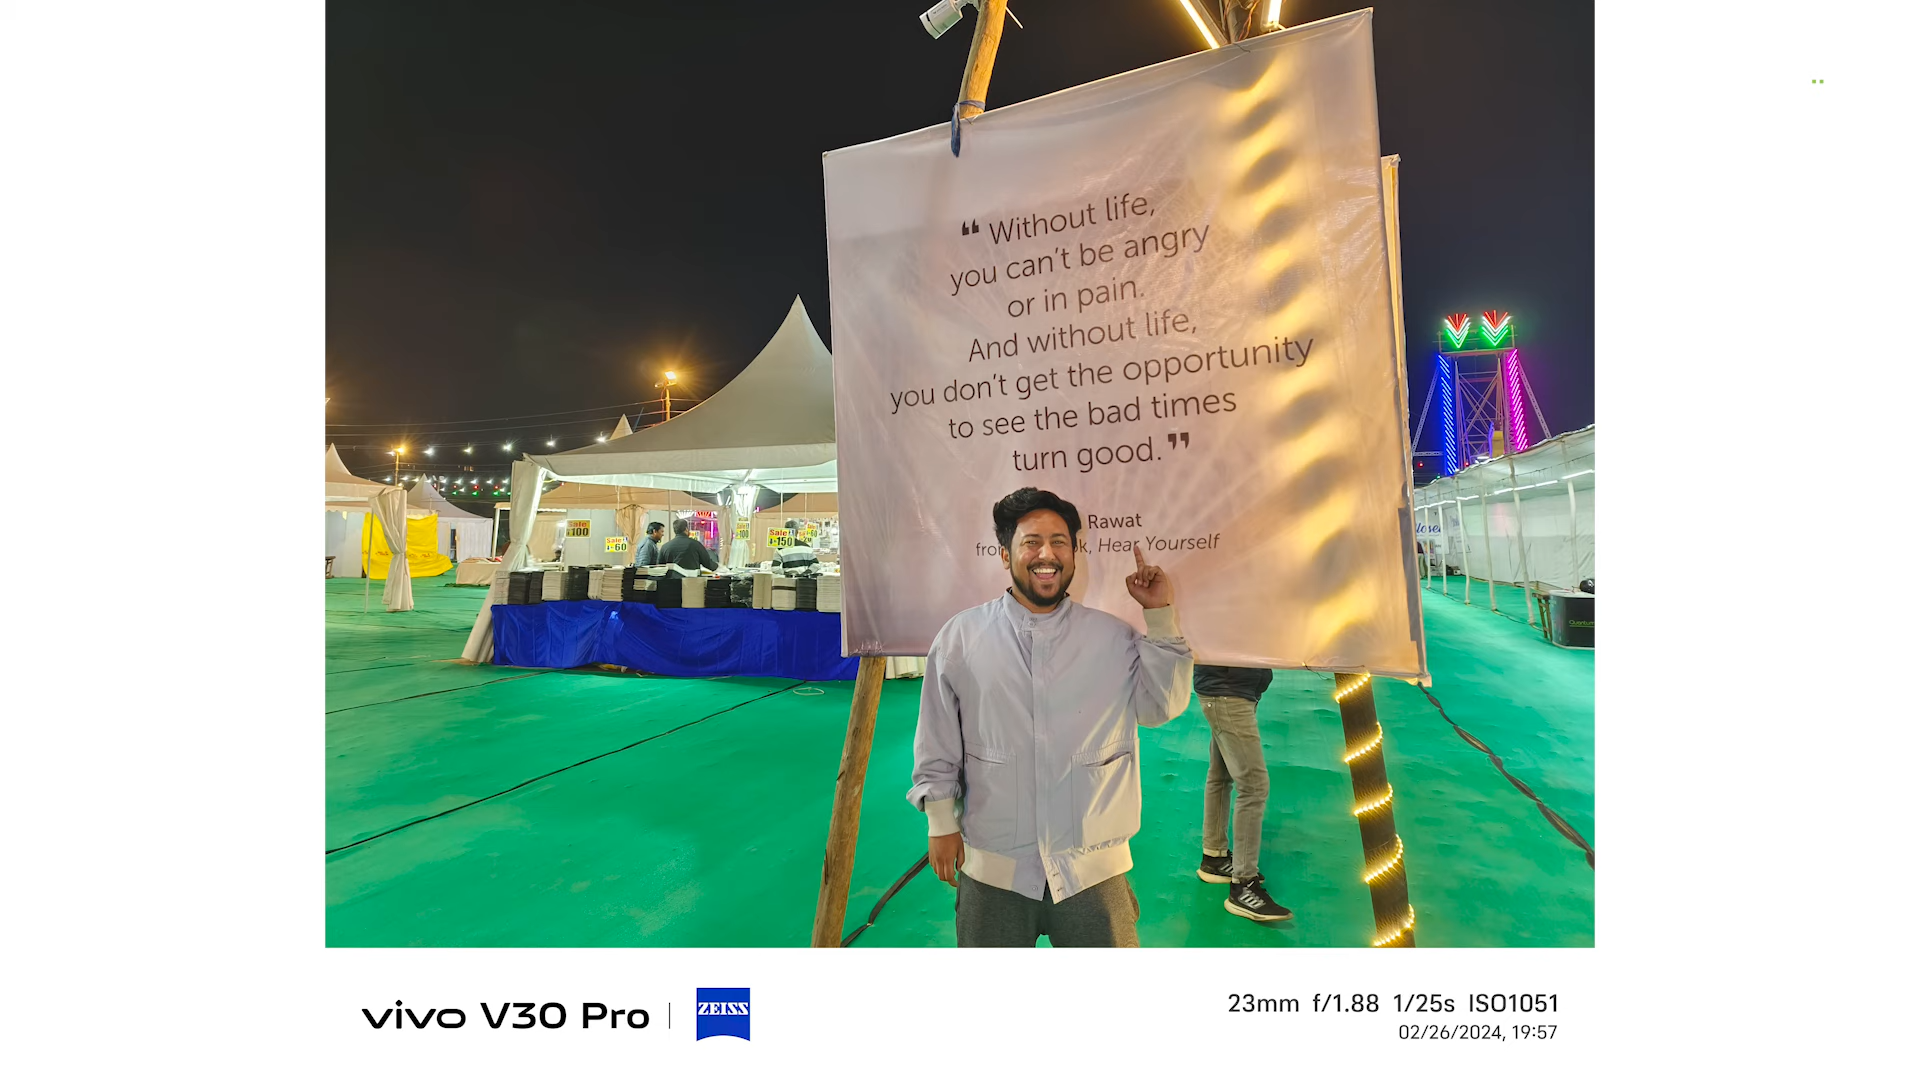 ❝ Without life,
you can't be angry
or in pain.
And without life,
you don't get the opportunity
to see the bad times
turn good. ❞
Rawat
Hear Yourself
Sale
100
Sale
60
Sale
150
vivo V30 Pro
ZEISS
23mm f/1.88 1/25s ISO1051
02/26/2024, 19:57